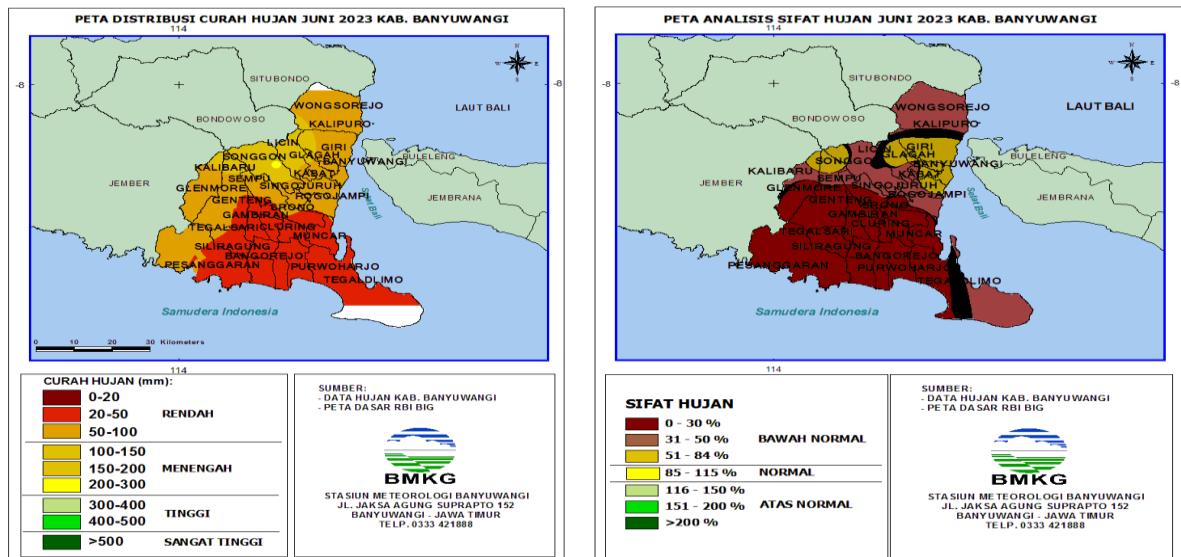 PETA DISTRIBUSI CURAH HUJAN JUNI 2023 KAB. BANYUWANGI
114
-8
SITUBONDO
BONDOWOSO
JEMBER
WONGSOREJO
KALIPURO
LAUT BALI
LICIN
GIRI
GLAGAH
SONGGON
BANYUWANGI
BULELENG
KALIBARU
KABAT
SEMPU
GLENMORE
SINGOJURUH
JEMBRANA
GENTENG
ROGOJAMPI
SRONO
Selat Bali
GAMBIRAN
TEGALSARI
CLURING
MUNCAR
SILIRAGUNG
BANGOREJO
PESANGGARAN
PURWOHARJO
TEGALDLIMO
Samudera Indonesia
0 5 10 20 30 Kilometers
114
CURAH HUJAN (mm):
0-20
20-50 RENDAH
50-100
100-150
150-200 MENENGAH
200-300
300-400
400-500 TINGGI
>500 SANGAT TINGGI
SUMBER:
- DATA HUJAN KAB. BANYUWANGI
- PETA DASAR RBI BIG
BMKG
STASIUN METEOROLOGI BANYUWANGI
JL. JAKSA AGUNG SUPRAPTO 152
BANYUWANGI - JAWA TIMUR
TELP. 0333 421888
PETA ANALISIS SIFAT HUJAN JUNI 2023 KAB. BANYUWANGI
114
-8
SITUBONDO
BONDOWOSO
JEMBER
WONGSOREJO
KALIPURO
LAUT BALI
LICIN
GIRI
GLAGAH
SONGGON
BANYUWANGI
BULELENG
KALIBARU
KABAT
SEMPU
GLENMORE
SINGOJURUH
JEMBRANA
GENTENG
ROGOJAMPI
SRONO
Selat Bali
GAMBIRAN
CLURING
TEGALSARI
MUNCAR
SILIRAGUNG
BANGOREJO
PESANGGARAN
PURWOHARJO
TEGALDLIMO
Samudera Indonesia
114
SIFAT HUJAN
0 - 30 %
31 - 50 % BAWAH NORMAL
51 - 84 %
85 - 115 % NORMAL
116 - 150 %
151 - 200 % ATAS NORMAL
>200 %
SUMBER:
- DATA HUJAN KAB. BANYUWANGI
- PETA DASAR RBI BIG
BMKG
STASIUN METEOROLOGI BANYUWANGI
JL. JAKSA AGUNG SUPRAPTO 152
BANYUWANGI - JAWA TIMUR
TELP. 0333 421888